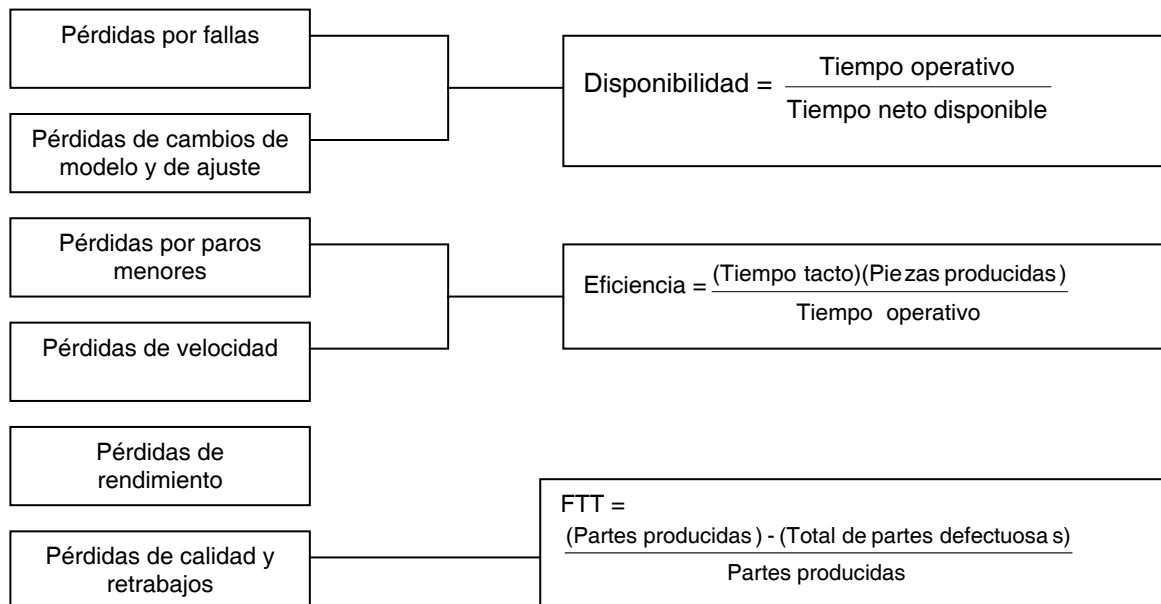 Pérdidas por fallas
Pérdidas de cambios de
modelo y de ajuste
Disponibilidad = Tiempo operativo
Tiempo neto disponible
Pérdidas por paros
menores
Pérdidas de velocidad
Eficiencia = (Tiempo tacto)(Piezas producidas)
Tiempo operativo
Pérdidas de
rendimiento
Pérdidas de calidad y
retrabajos
FTT =
(Partes producidas) - (Total de partes defectuosa s)
Partes producidas